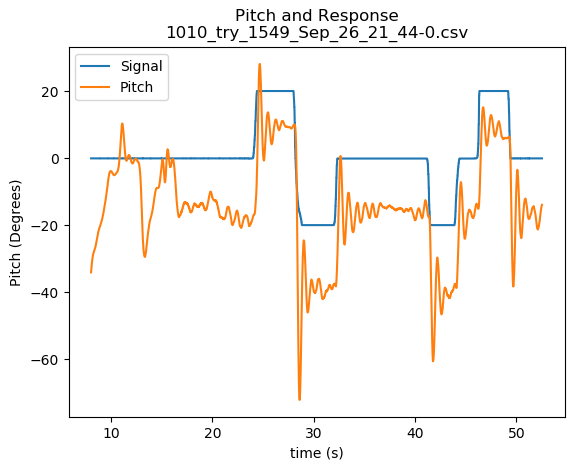 Pitch and Response
1010_try_1549_Sep_26_21_44-0.csv
Signal
Pitch
Pitch (Degrees)
20
0
−20
−40
−60
10
20
30
40
50
time (s)